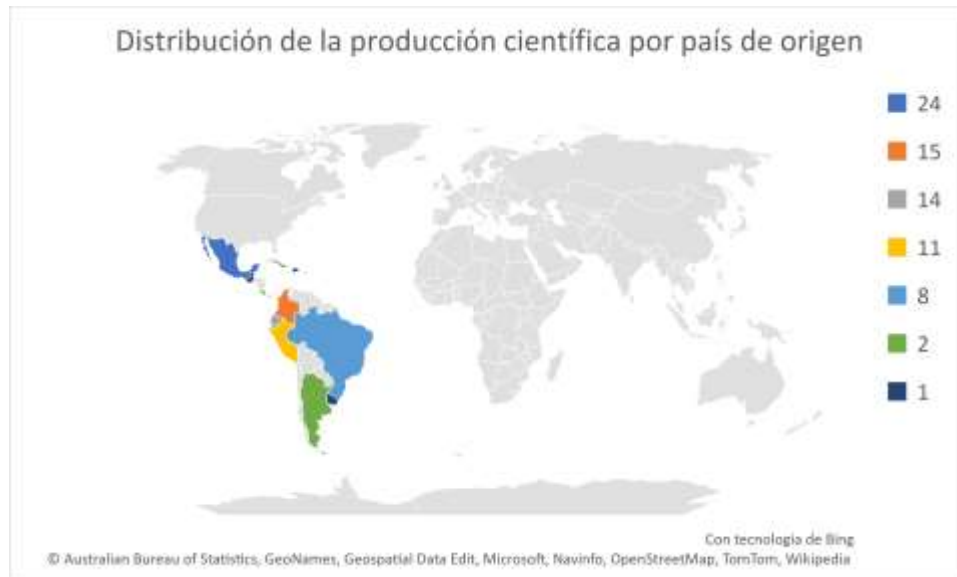 Distribución de la producción científica por país de origen
24
15
14
11
8
2
1
Con tecnología de Bing
© Australian Bureau of Statistics, GeoNames, Geospatial Data Edit, Microsoft, Navinfo, OpenStreetMap, TomTom, Wikipedia